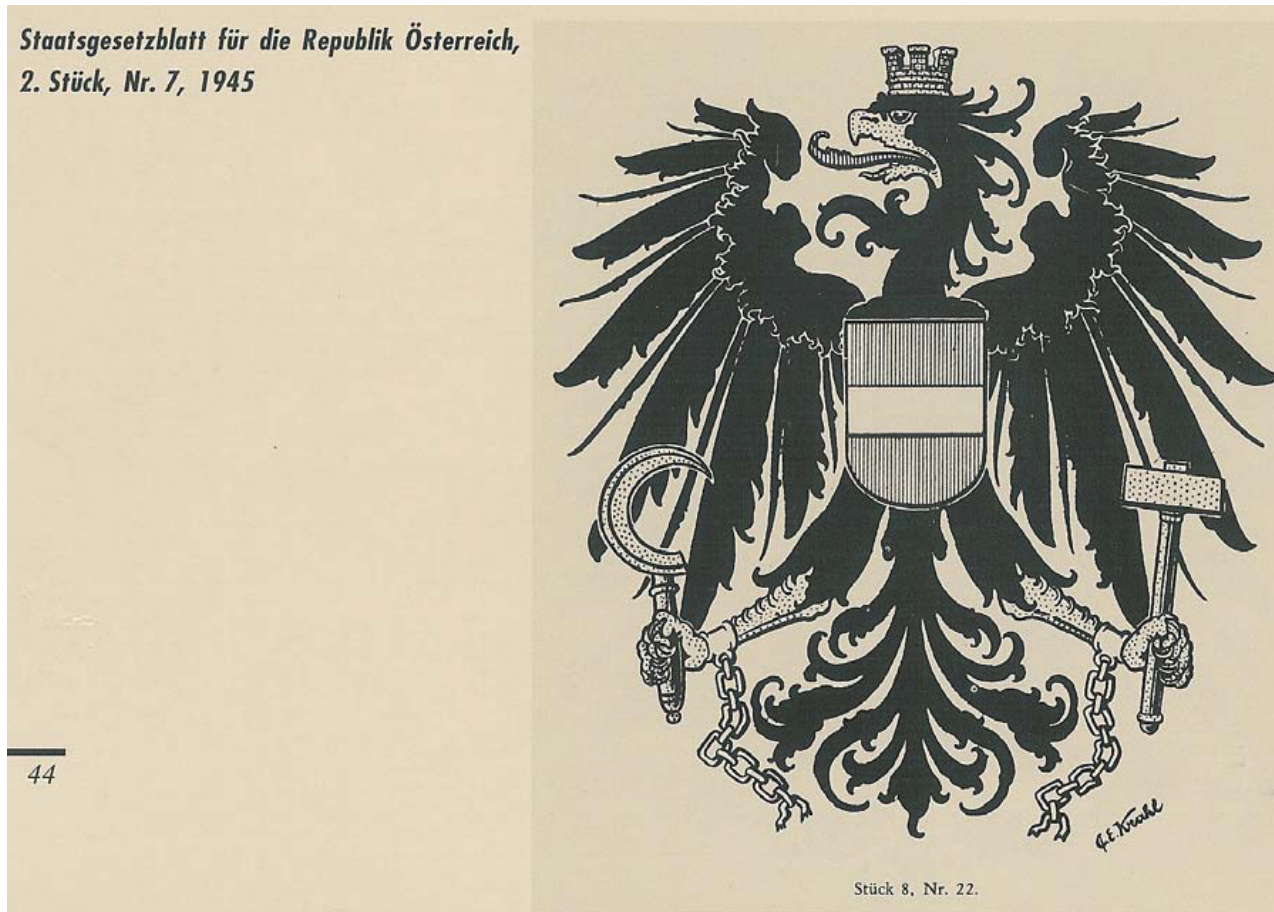 Staatsgesetzblatt für die Republik Österreich,
2. Stück, Nr. 7, 1945
44
Stück 8, Nr. 22.